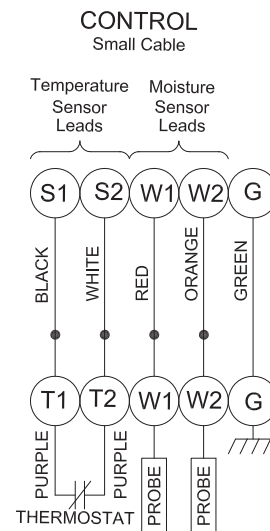 CONTROL
Small Cable
Temperature Sensor Leads
Moisture Sensor Leads
S1 S2 W1 W2 G
BLACK WHITE RED ORANGE GREEN
T1 T2 W1 W2 G
PURPLE PURPLE PROBE PROBE
THERMOSTAT